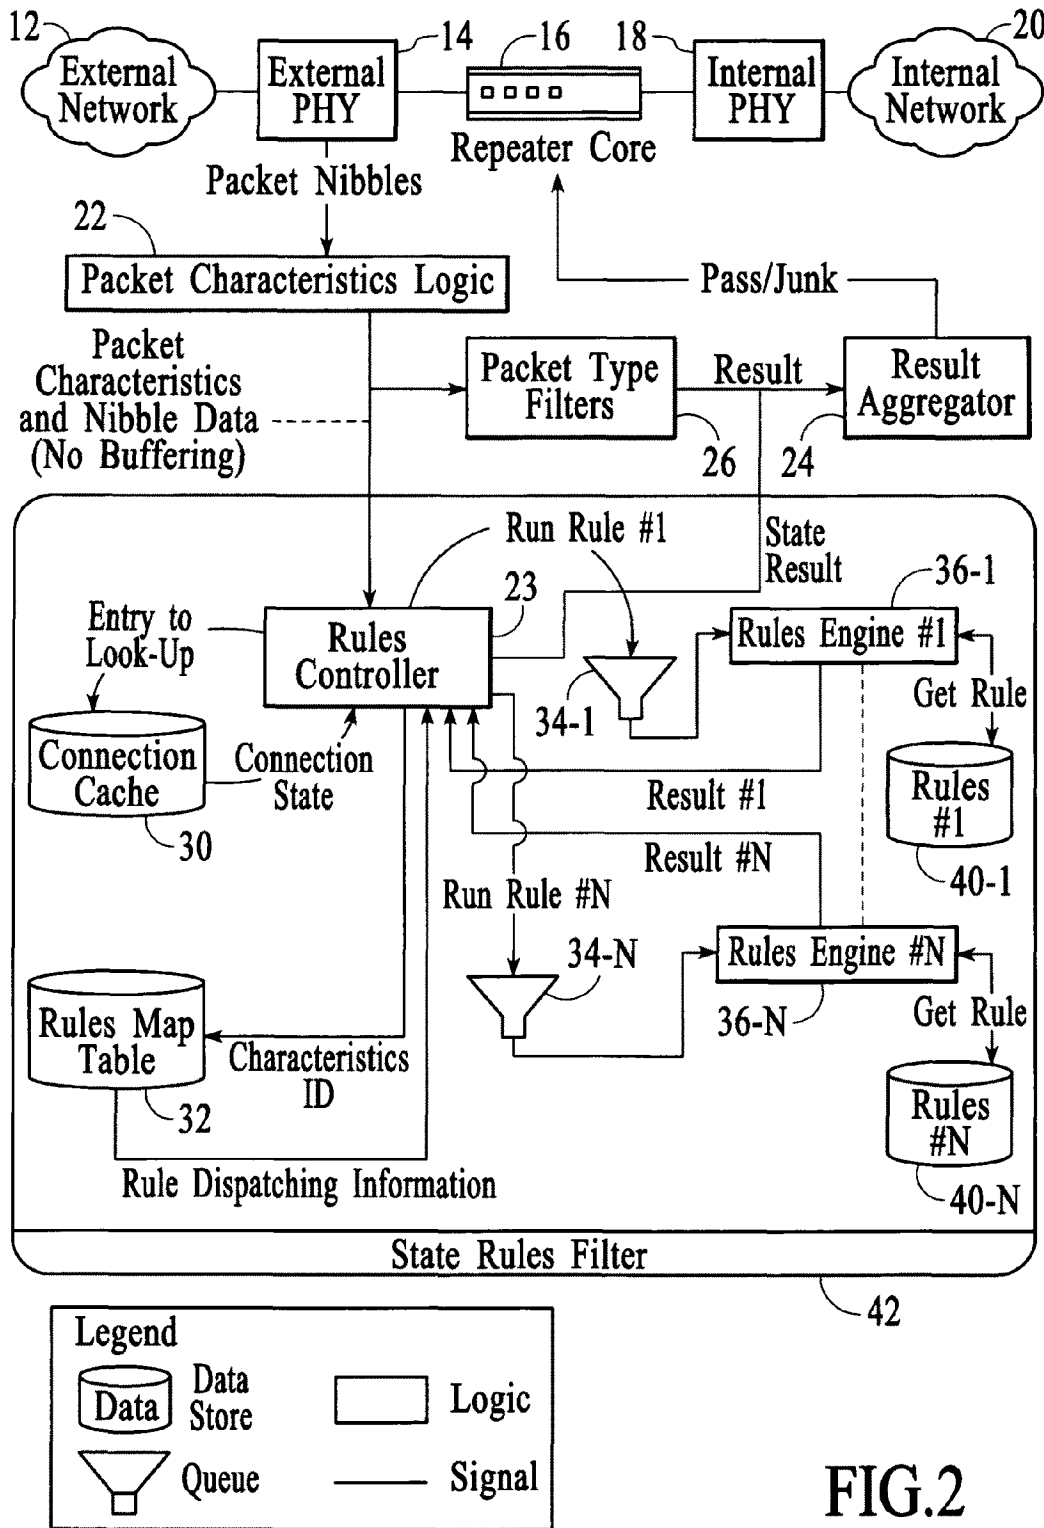 12
External
Network
14
External
PHY
16
Repeater Core
18
Internal
PHY
20
Internal
Network
Packet Nibbles
22
Packet Characteristics Logic
Pass/Junk
Packet
Characteristics
and Nibble Data
(No Buffering)
Packet Type
Filters
26
Result
Result
Aggregator
24
Run Rule #1
State
Result
23
36-1
Entry to
Look-Up
Rules
Controller
Rules Engine #1
34-1
Get Rule
Connection
Cache
30
Connection
State
Result #1
Rules
#1
40-1
Result #N
Run Rule #N
34-N
Rules Engine #N
36-N
Get Rule
Rules Map
Table
32
Characteristics
ID
Rules
#N
40-N
Rule Dispatching Information
State Rules Filter
42
Legend
Data
Data
Store
Logic
Queue
Signal
FIG.2